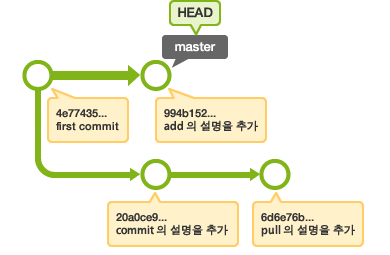 HEAD
master
4e77435...
first commit
994b152...
add 의 설명을 추가
20a0ce9...
commit 의 설명을 추가
6d6e76b...
pull 의 설명을 추가